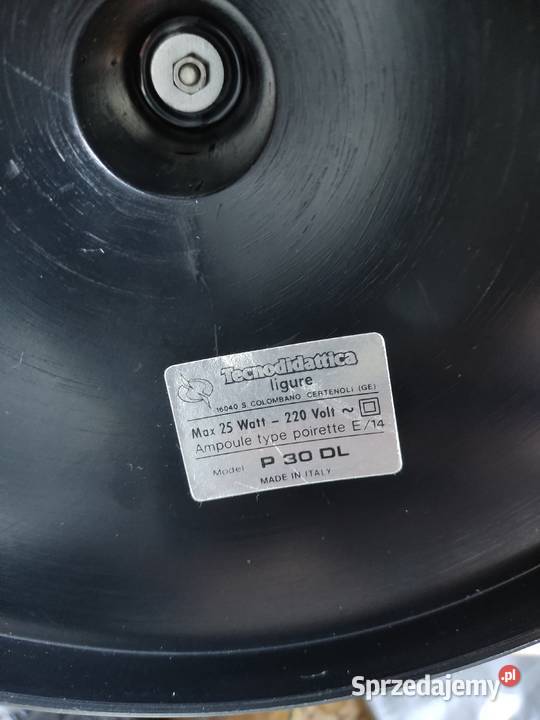 Tecnodidattica
ligure
16040 S. COLOMBANO CERTENOLI (GE)
Max 25 Watt – 220 Volt ~
Ampoule type poirette E/14
Model P 30 DL
MADE IN ITALY
Sprzedajemy.pl